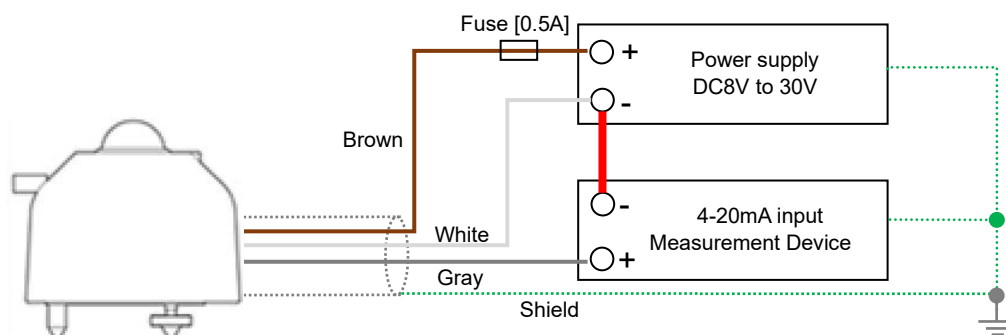 Fuse [0.5A]
+
Power supply
DC8V to 30V
-
Brown
-
4-20mA input
Measurement Device
White
+
Gray
Shield